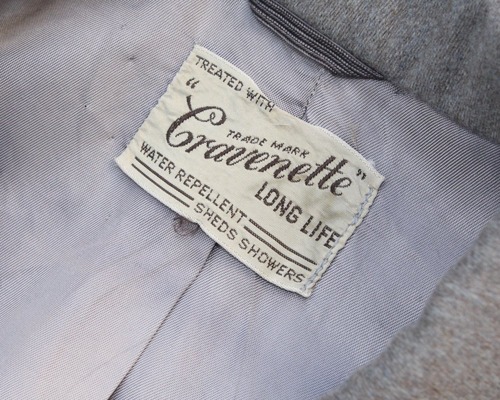 TREATED WITH
"Cravenette"
TRADE MARK
LONG LIFE
WATER REPELLENT
SHEDS SHOWERS